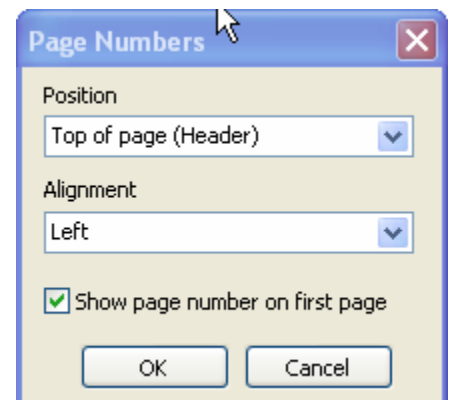 Page Numbers
Position
Top of page (Header)
Alignment
Left
Show page number on first page
OK Cancel